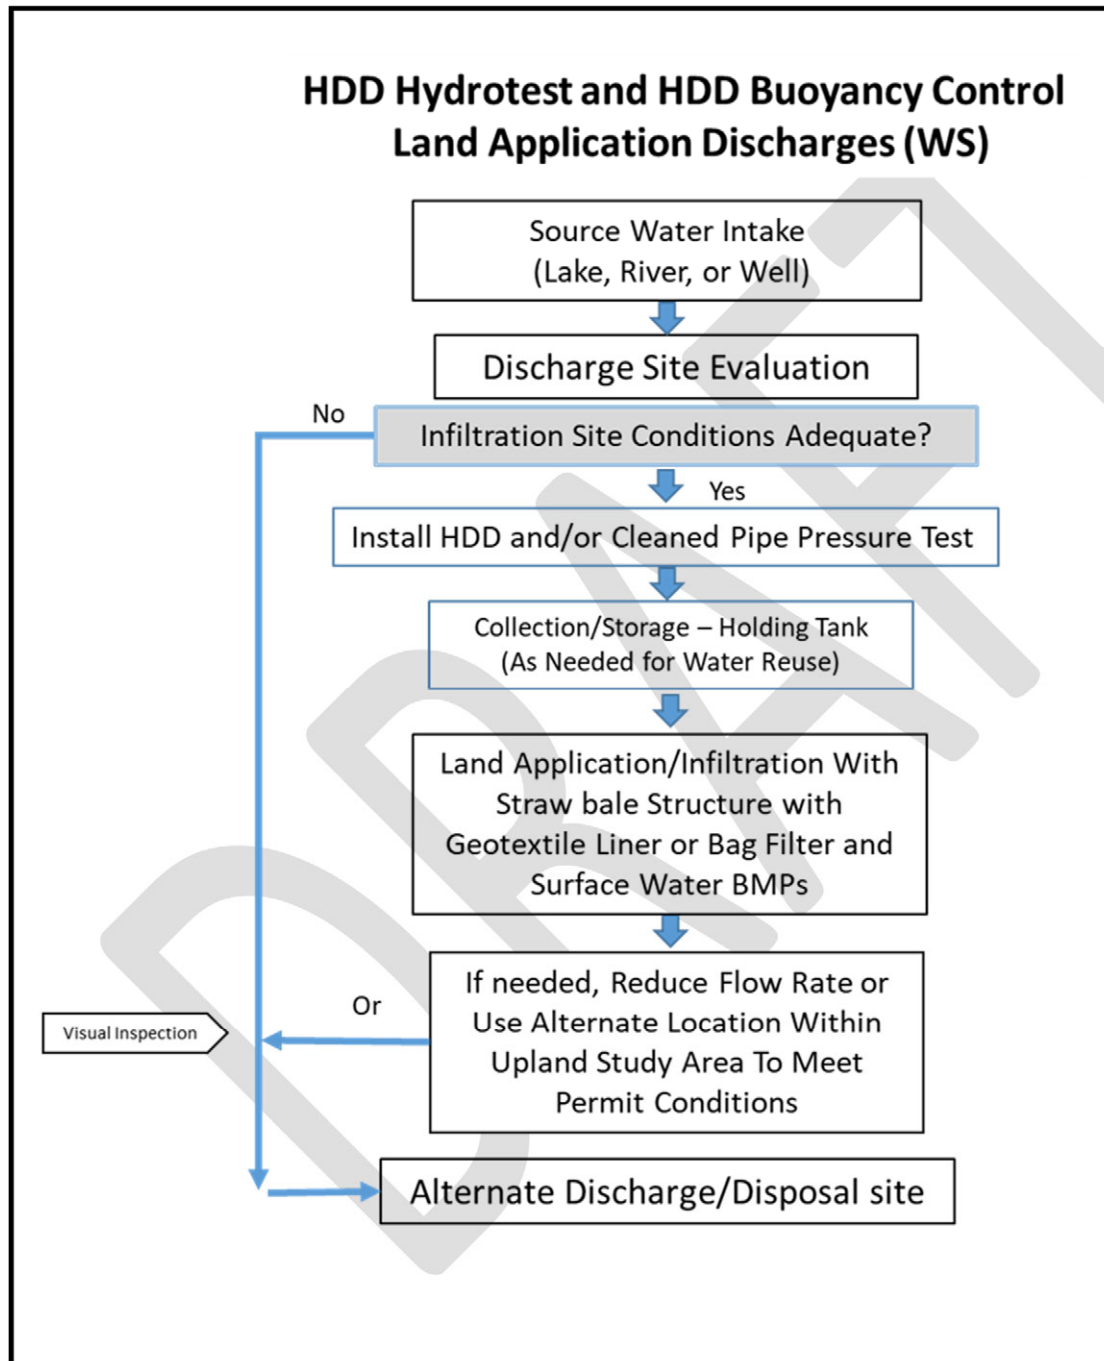 HDD Hydrotest and HDD Buoyancy Control
Land Application Discharges (WS)
Source Water Intake
(Lake, River, or Well)
Discharge Site Evaluation
No
Infiltration Site Conditions Adequate?
Yes
Install HDD and/or Cleaned Pipe Pressure Test
Collection/Storage – Holding Tank
(As Needed for Water Reuse)
Land Application/Infiltration With
Straw bale Structure with
Geotextile Liner or Bag Filter and
Surface Water BMPs
If needed, Reduce Flow Rate or
Use Alternate Location Within
Upland Study Area To Meet
Permit Conditions
Or
Visual Inspection
Alternate Discharge/Disposal site
DRAFT